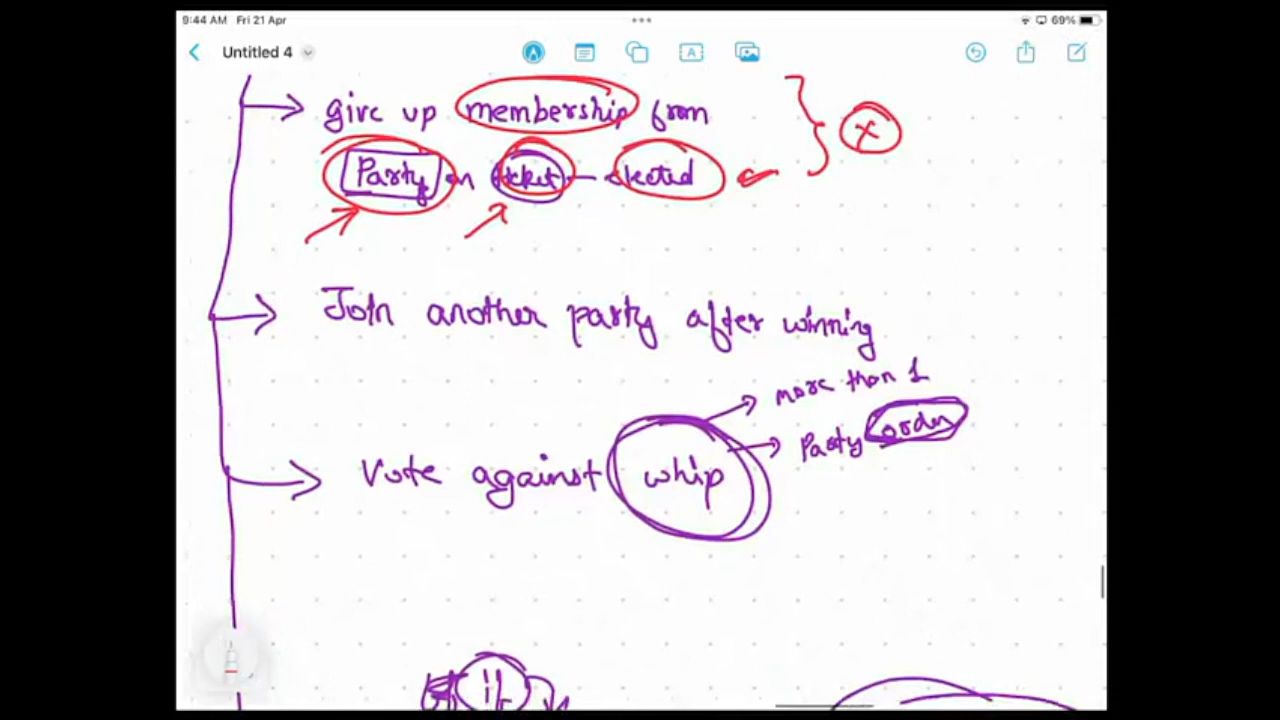 9:44 AM Fri 21 Apr
69%
Untitled 4
A
give up membership from
Party on ticket - elected
x
Join another party after winning
more than 1
Party order
Vote against whip